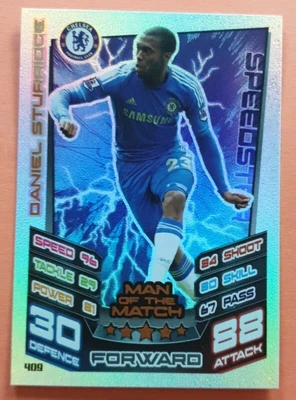 CHELSEA
DANIEL STURRIDGE
SPEEDSTAR
SAMSUNG
23
SPEED 96
TACKLE 29
POWER 81
84 SHOOT
80 SKILL
67 PASS
MAN
OF THE
MATCH
30
DEFENCE
FORWARD
88
ATTACK
409